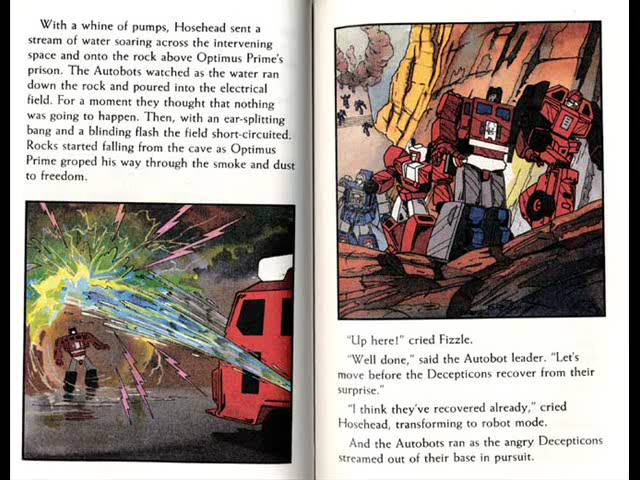 With a whine of pumps, Hosehead sent a
stream of water soaring across the intervening
space and onto the rock above Optimus Prime's
prison. The Autobots watched as the water ran
down the rock and poured into the electrical
field. For a moment they thought that nothing
was going to happen. Then, with an ear-splitting
bang and a blinding flash the field short-circuited.
Rocks started falling from the cave as Optimus
Prime groped his way through the smoke and dust
to freedom.
"Up here!" cried Fizzle.
"Well done," said the Autobot leader. "Let's
move before the Decepticons recover from their
surprise."
"I think they've recovered already," cried
Hosehead, transforming to robot mode.
And the Autobots ran as the angry Decepticons
streamed out of their base in pursuit.